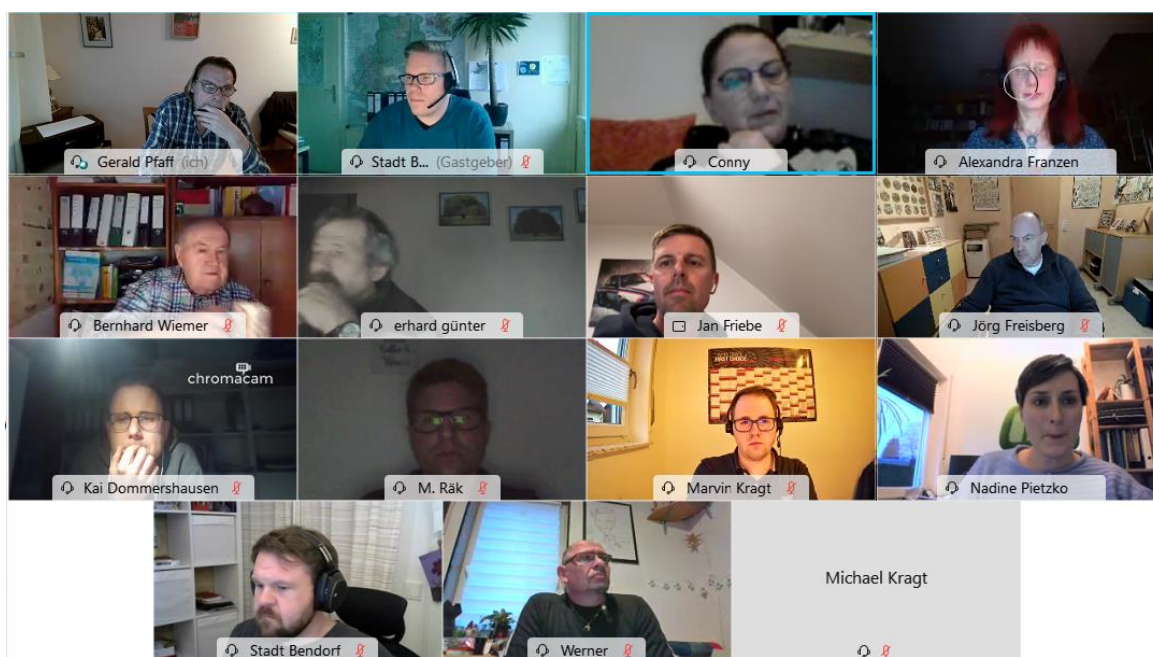 Gerald Pfaff (ich)
Stadt B... (Gastgeber)
Conny
Alexandra Franzen
Bernhard Wiemer
erhard günter
Jan Friebe
Jörg Freisberg
chromacam
Kai Dommershausen
M. Räk
Marvin Kragt
Nadine Pietzko
Stadt Bendorf
Werner
Michael Kragt